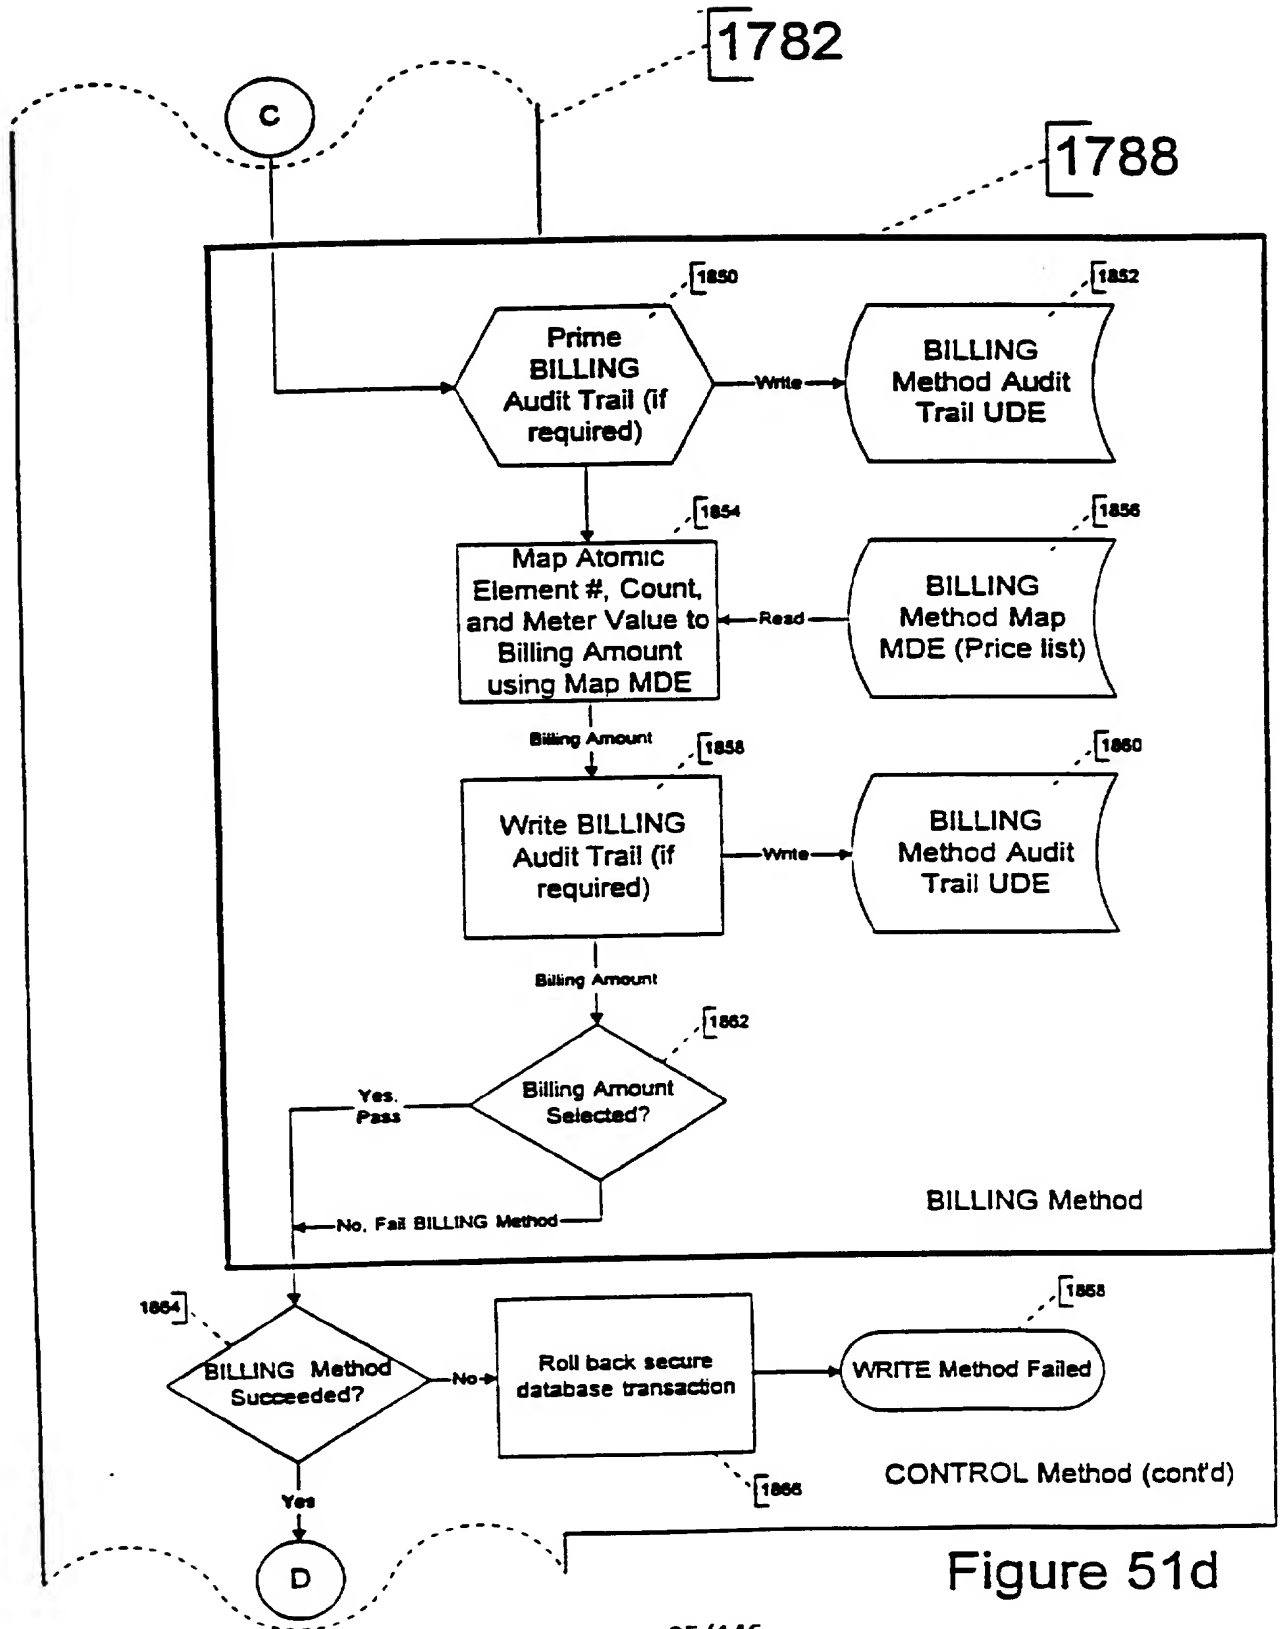 1782
C
1788
1850
1852
Prime
BILLING
Audit Trail (if
required)
Write
BILLING
Method Audit
Trail UDE
1854
1856
Map Atomic
Element #, Count,
and Meter Value to
Billing Amount
using Map MDE
Read
BILLING
Method Map
MDE (Price list)
Billing Amount
1858
1860
Write BILLING
Audit Trail (if
required)
Write
BILLING
Method Audit
Trail UDE
Billing Amount
1862
Billing Amount
Selected?
Yes,
Pass
No, Fail BILLING Method
BILLING Method
1864
1868
BILLING Method
Succeeded?
No
Roll back secure
database transaction
WRITE Method Failed
1866
CONTROL Method (cont'd)
Yes
D
Figure 51d